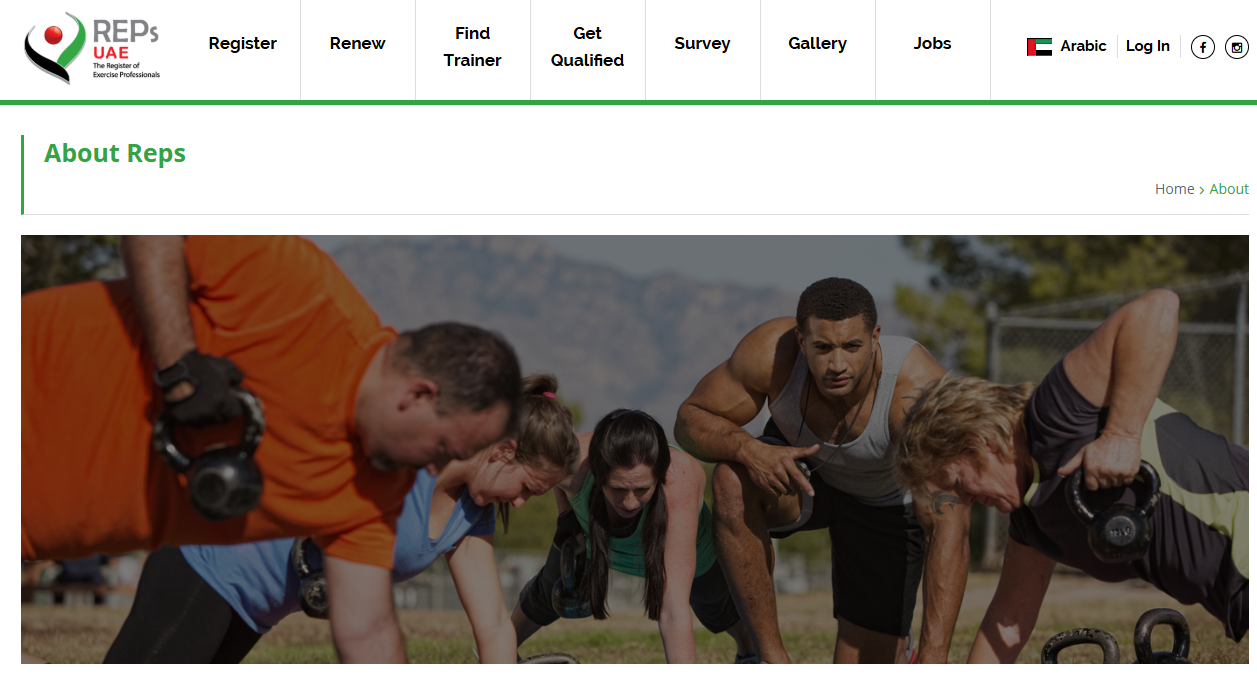 REPs
UAE
The Register of
Exercise Professionals
Register
Renew
Find
Trainer
Get
Qualified
Survey
Gallery
Jobs
Arabic
Log In
f
About Reps
Home › About